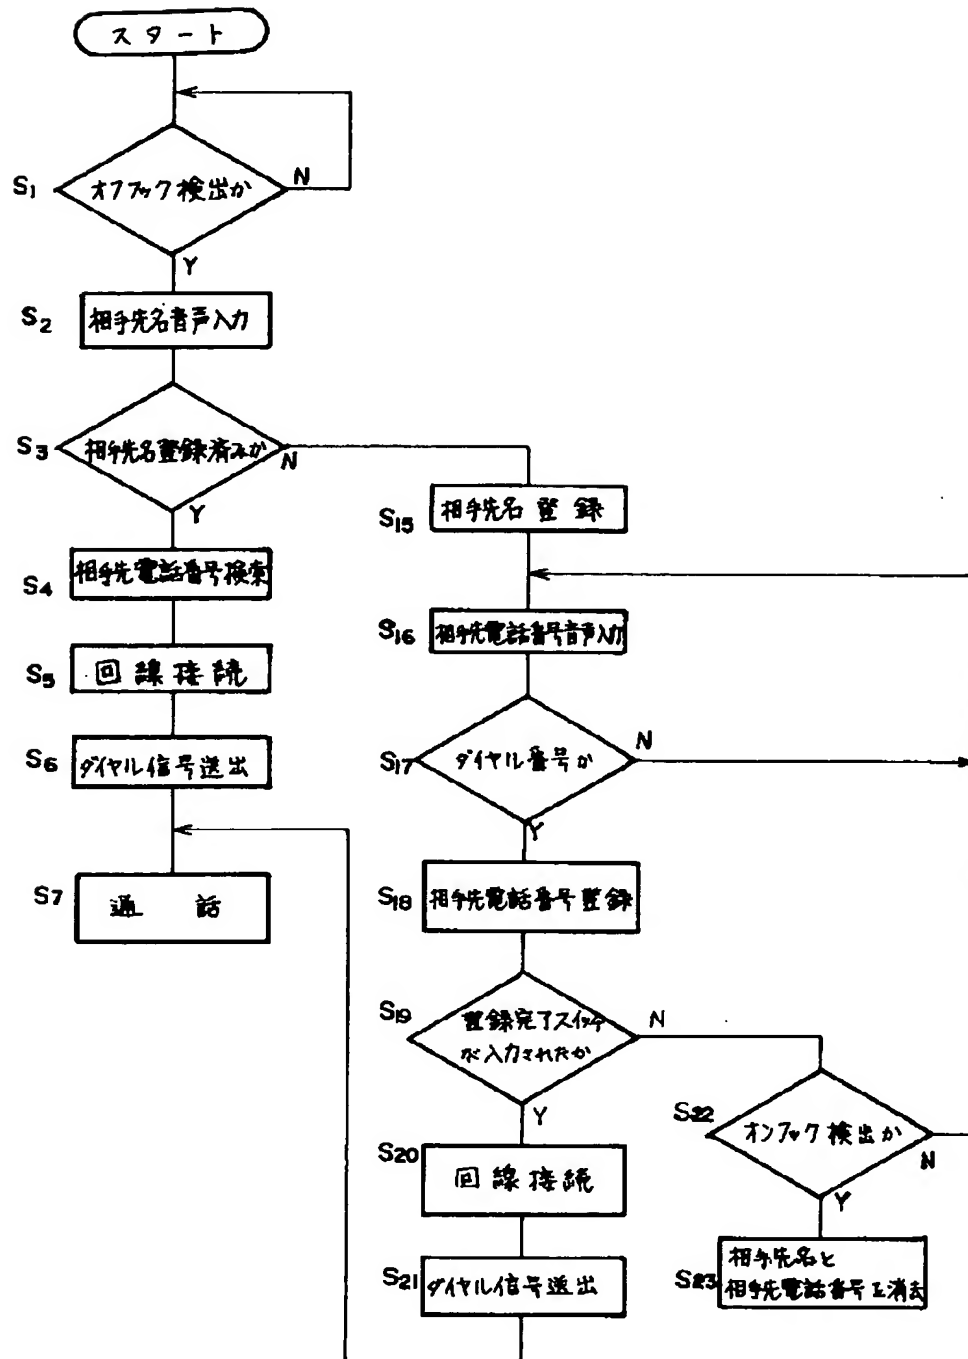 スタート
S1
オフフック検出か
N
Y
S2
相手先名音声入力
S3
相手先名登録済みか
N
Y
S4
相手先電話番号検索
S5
回線接続
S6
ダイヤル信号送出
S7
通話
S15
相手先名登録
S16
相手先電話番号音声入力
S17
ダイヤル番号か
N
Y
S18
相手先電話番号登録
S19
登録完了スイッチ
が入力されたか
N
Y
S20
回線接続
S21
ダイヤル信号送出
S22
オンフック検出か
N
Y
S23
相手先名と
相手先電話番号を消去